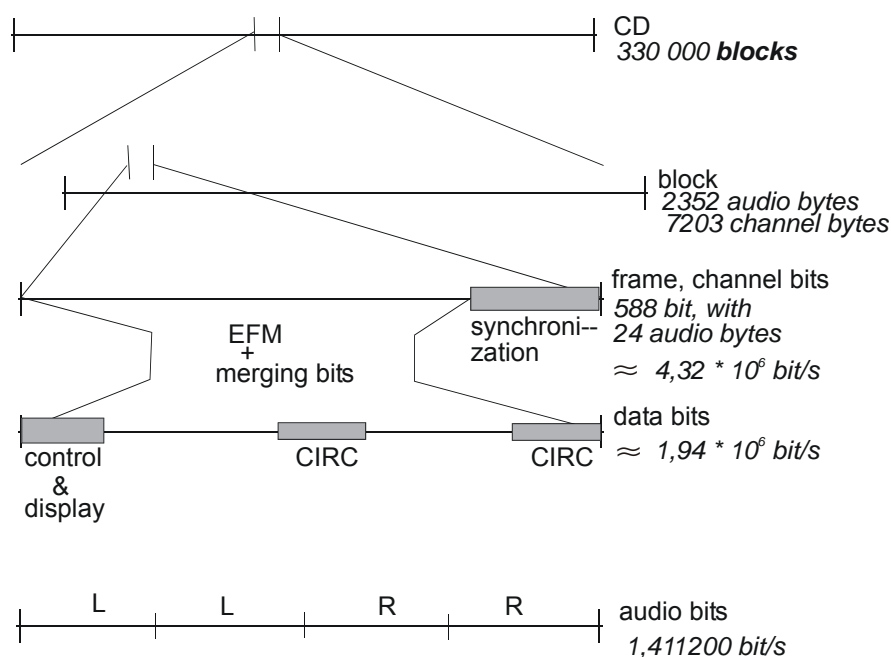 CD
330 000 blocks
block
2352 audio bytes
7203 channel bytes
frame, channel bits
588 bit, with
24 audio bytes
≈ 4,32 * 10⁶ bit/s
synchroni--
zation
EFM
+
merging bits
data bits
≈ 1,94 * 10⁶ bit/s
control
&
display
CIRC
CIRC
L
L
R
R
audio bits
1,411200 bit/s